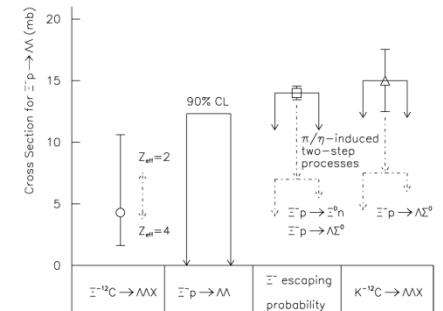 Cross Section for Ξ⁻p→ΛΛ (mb)
20
15
10
5
0
90% CL
Z_eff=2
Z_eff=4
π/η-induced
two-step
processes
Ξ⁻p→Ξ⁰n
Ξ⁻p→ΛΣ⁰
Ξ⁻p→ΛΣ⁰
Ξ⁻¹²C→ΛΛX
Ξ⁻p→ΛΛ
Ξ⁻ escaping
probability
K⁻¹²C→ΛΛX